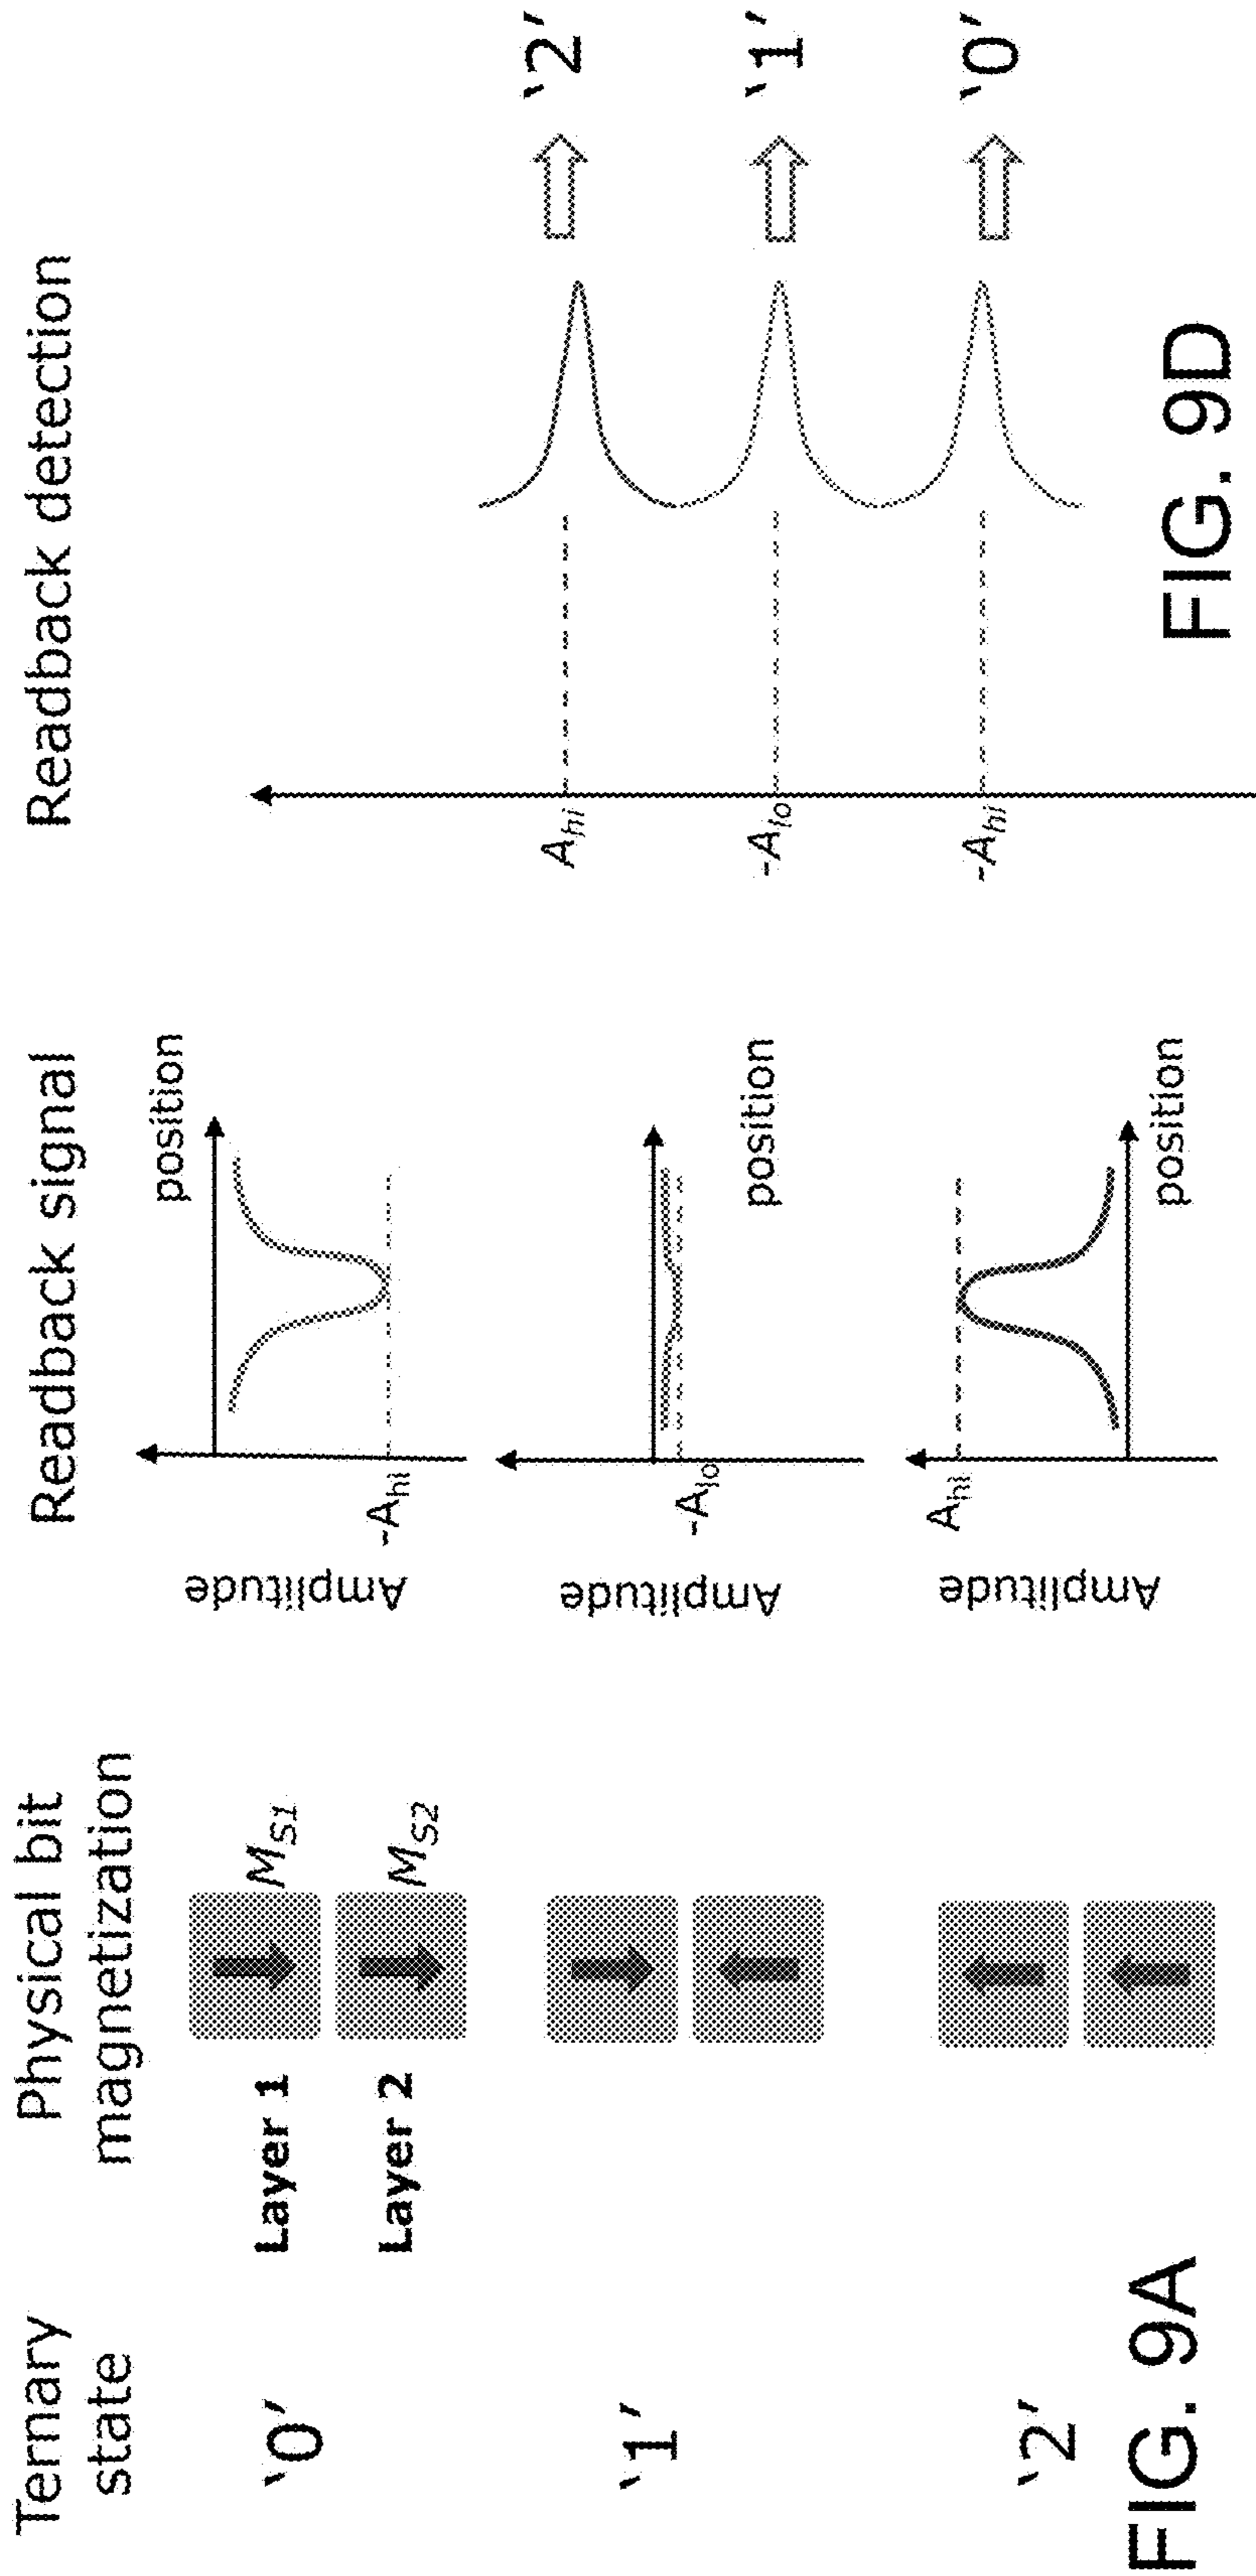 Ternary
state
Physical bit
magnetization
Readback signal
Readback detection
‘0’
Layer 1
M_S1
Layer 2
M_S2
Amplitude
-A_hi
position
‘1’
Amplitude
-A_lo
position
‘2’
Amplitude
A_hi
position
A_hi
‘2’
-A_lo
‘1’
-A_hi
‘0’
FIG. 9A
FIG. 9D